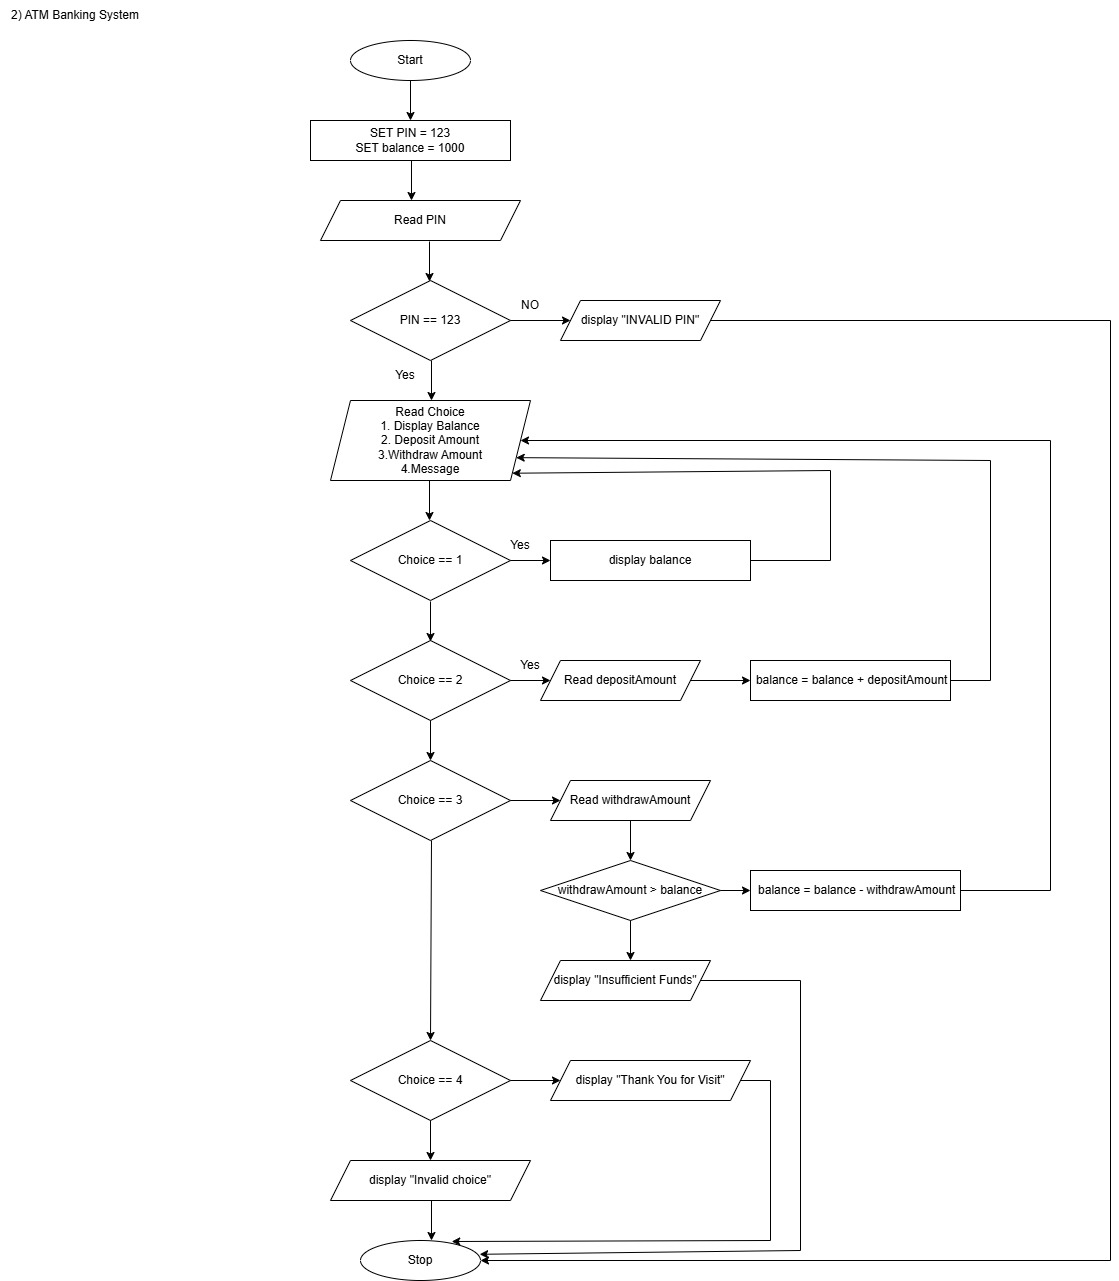 2) ATM Banking System
Start
SET PIN = 123
SET balance = 1000
Read PIN
PIN == 123
NO
display "INVALID PIN"
Yes
Read Choice
1. Display Balance
2. Deposit Amount
3.Withdraw Amount
4.Message
Choice == 1
Yes
display balance
Choice == 2
Yes
Read depositAmount
balance = balance + depositAmount
Choice == 3
Read withdrawAmount
withdrawAmount > balance
balance = balance - withdrawAmount
display "Insufficient Funds"
Choice == 4
display "Thank You for Visit"
display "Invalid choice"
Stop